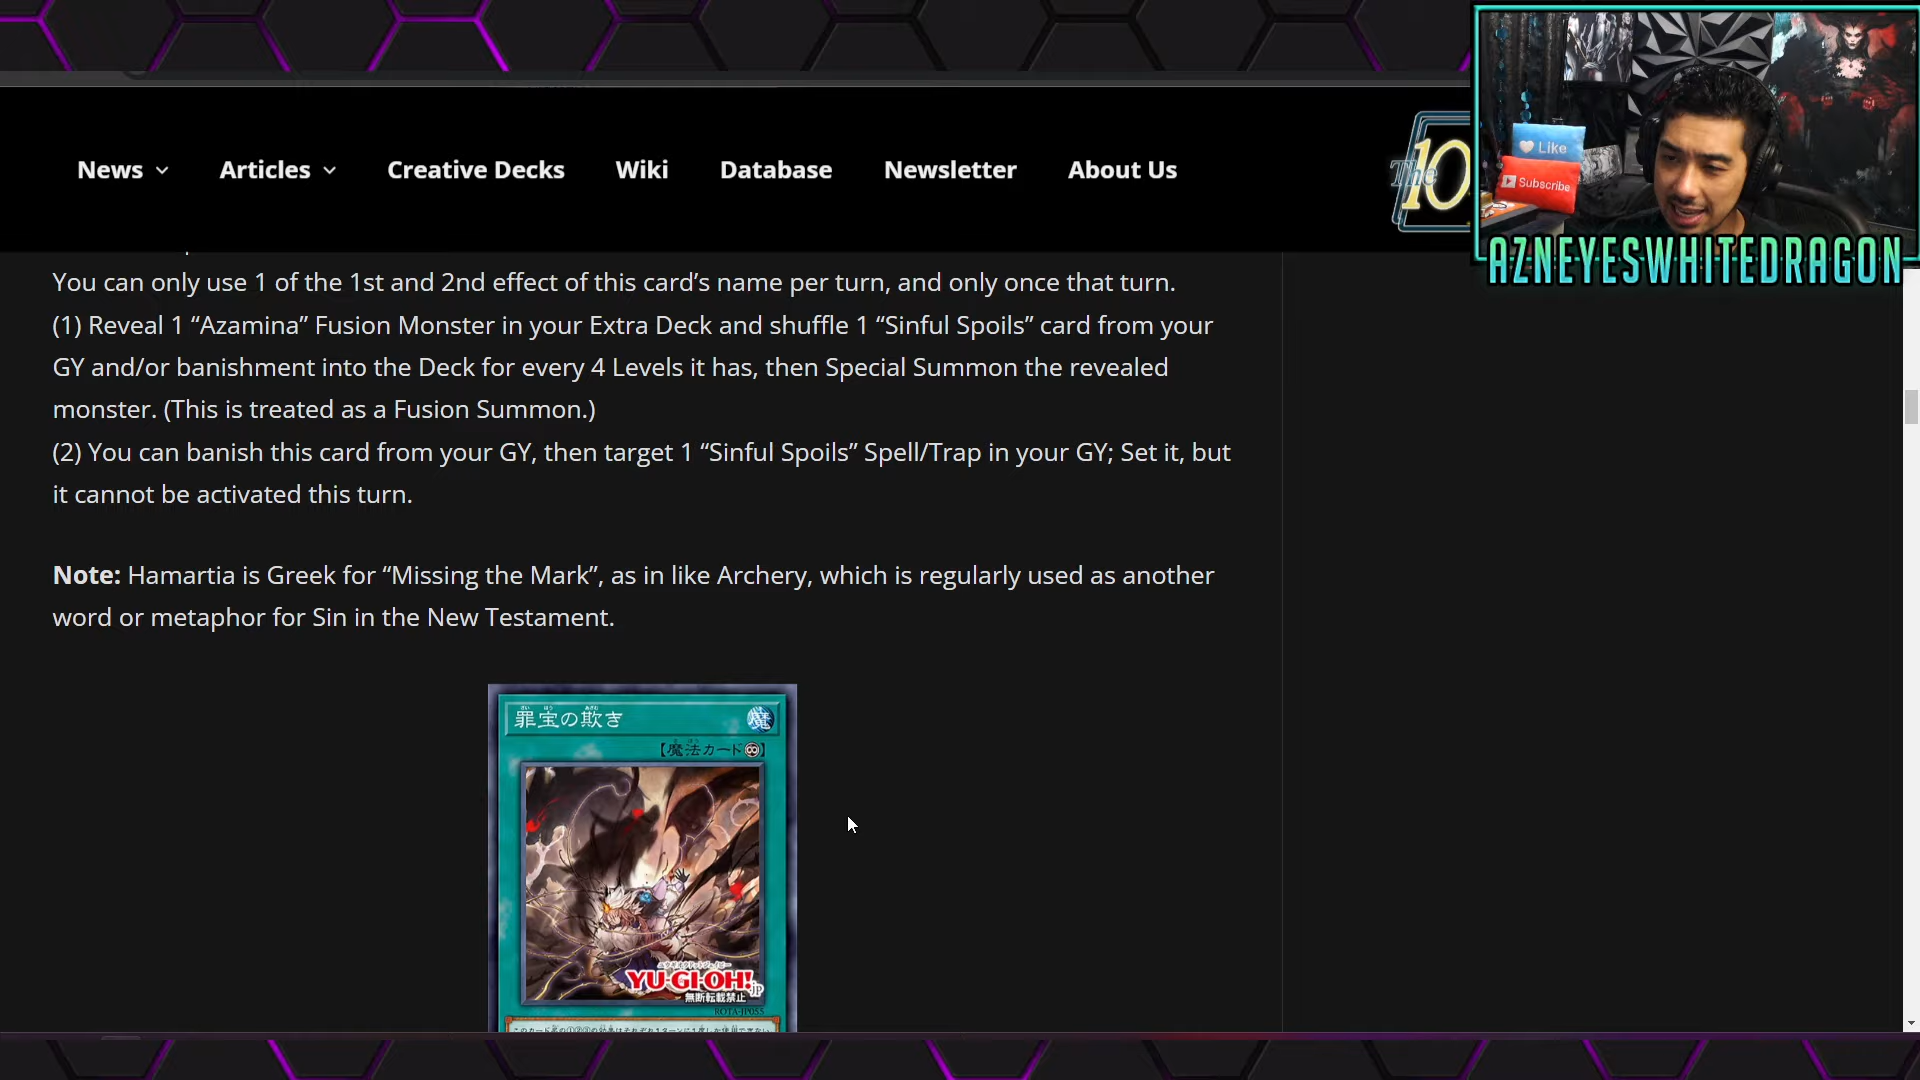 News Articles Creative Decks Wiki Database Newsletter About Us
The 10
Like
Subscribe
AZNEYESWHITEDRAGON
You can only use 1 of the 1st and 2nd effect of this card’s name per turn, and only once that turn.
(1) Reveal 1 “Azamina” Fusion Monster in your Extra Deck and shuffle 1 “Sinful Spoils” card from your
GY and/or banishment into the Deck for every 4 Levels it has, then Special Summon the revealed
monster. (This is treated as a Fusion Summon.)
(2) You can banish this card from your GY, then target 1 “Sinful Spoils” Spell/Trap in your GY; Set it, but
it cannot be activated this turn.
Note: Hamartia is Greek for “Missing the Mark”, as in like Archery, which is regularly used as another
word or metaphor for Sin in the New Testament.
罪宝の欺き
魔
【魔法カード】
YU-GI-OH!.jp
無断転載禁止
ROTA-JP055